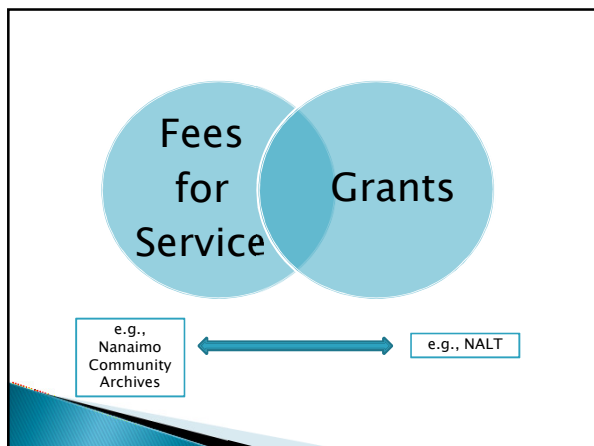 Fees
for
Service
Grants
e.g.,
Nanaimo
Community
Archives
e.g., NALT